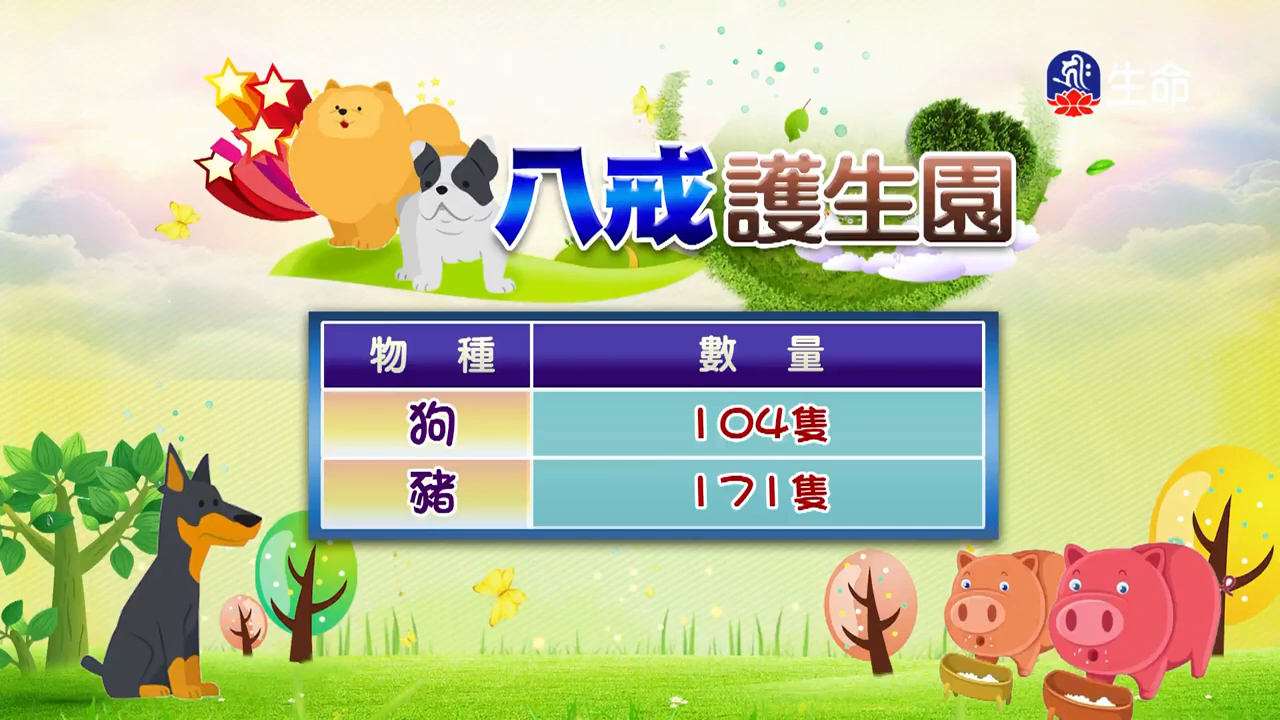 生命
八戒護生園
物種 數量
狗 104隻
豬 171隻